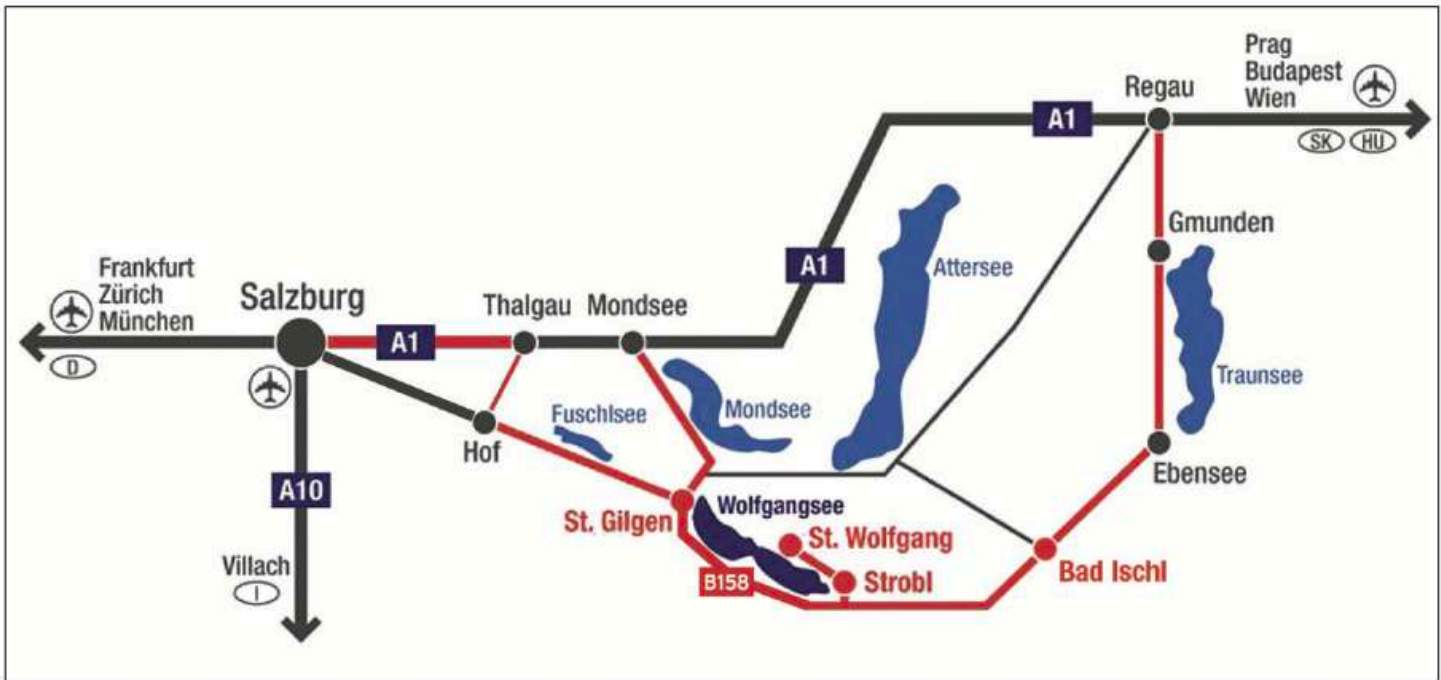 Prag
Budapest
Wien
Regau
A1
SK HU
Gmunden
Attersee
A1
Frankfurt
Zürich
München
Salzburg
Thalgau
Mondsee
A1
D
Traunsee
Fuschlsee
Mondsee
Hof
Ebensee
A10
Wolfgangsee
St. Gilgen
St. Wolfgang
Strobl
Bad Ischl
B158
Villach
I